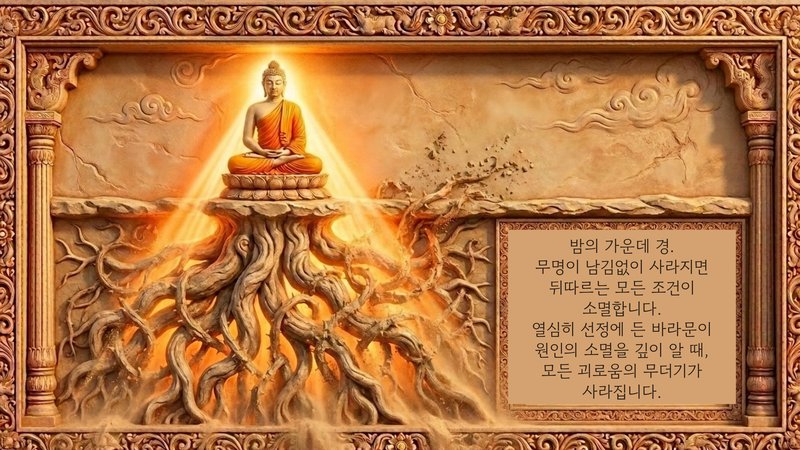 밤의 가운데 경.
무명이 남김없이 사라지면
뒤따르는 모든 조건이
소멸합니다.
열심히 선정에 든 바라문이
원인의 소멸을 깊이 알 때,
모든 괴로움의 무더기가
사라집니다.